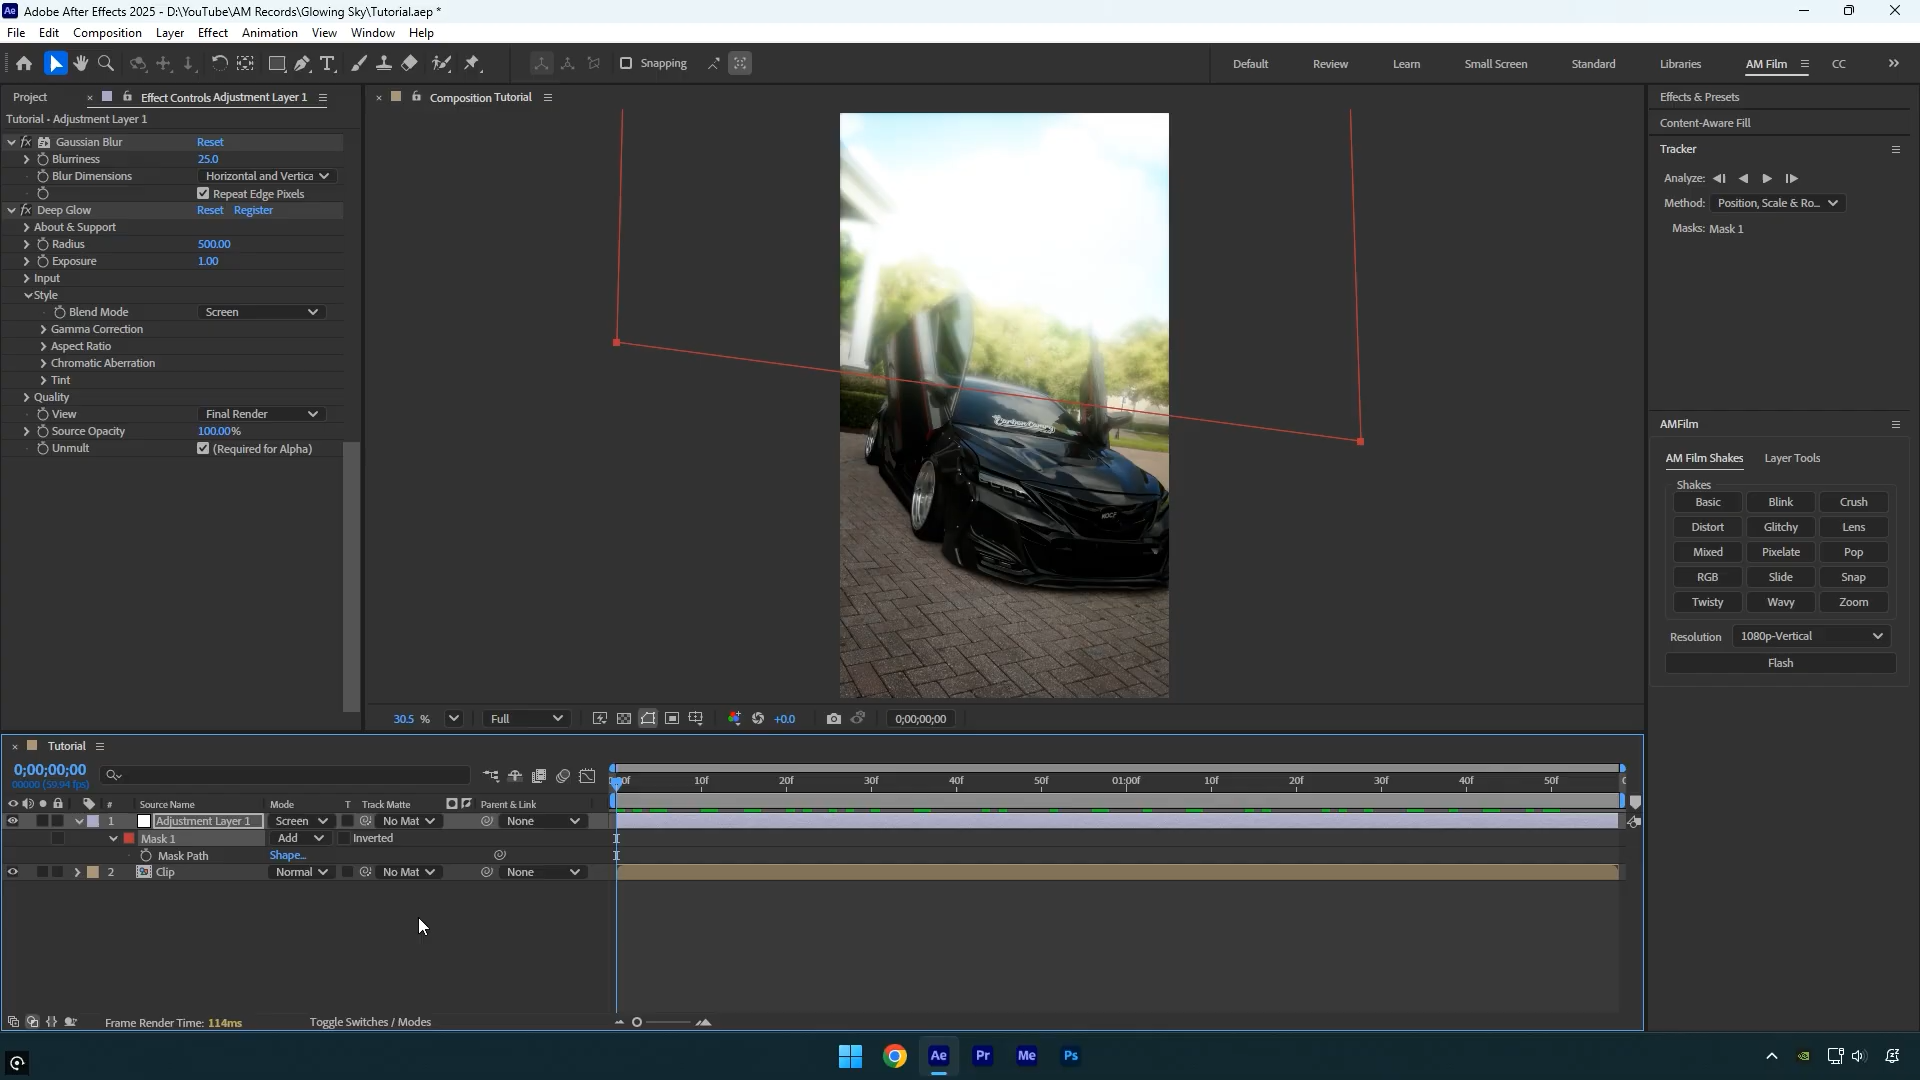 Adobe After Effects 2025 - D:\YouTube\AM Records\Glowing Sky\Tutorial.aep *
File Edit Composition Layer Effect Animation View Window Help
Snapping Default Review Learn Small Screen Standard Libraries AM Film CC
Project Effect Controls Adjustment Layer 1
Tutorial • Adjustment Layer 1
fx Gaussian Blur Reset
Blurriness 25.0
Blur Dimensions Horizontal and Vertica
Repeat Edge Pixels
fx Deep Glow Reset Register
About & Support
Radius 500.00
Exposure 1.00
Input
Style
Blend Mode Screen
Gamma Correction
Aspect Ratio
Chromatic Aberration
Tint
Quality
View Final Render
Source Opacity 100.00%
Unmult (Required for Alpha)
Composition Tutorial
30.5 % Full +0.0 0;00;00;00
Effects & Presets
Content-Aware Fill
Tracker
Analyze:
Method: Position, Scale & Ro...
Masks: Mask 1
AMFilm
AM Film Shakes Layer Tools
Shakes
Basic Blink Crush
Distort Glitchy Lens
Mixed Pixelate Pop
RGB Slide Snap
Twisty Wavy Zoom
Resolution 1080p-Vertical
Flash
Tutorial
0;00;00;00
00000 (59.94 fps)
10f 20f 30f 40f 50f 01:00f 10f 20f 30f 40f 50f
# Source Name Mode T Track Matte Parent & Link
1 Adjustment Layer 1 Screen No Mat None
Mask 1 Add Inverted
Mask Path Shape...
2 Clip Normal No Mat None
Frame Render Time: 114ms Toggle Switches / Modes
Ae Pr Me Ps